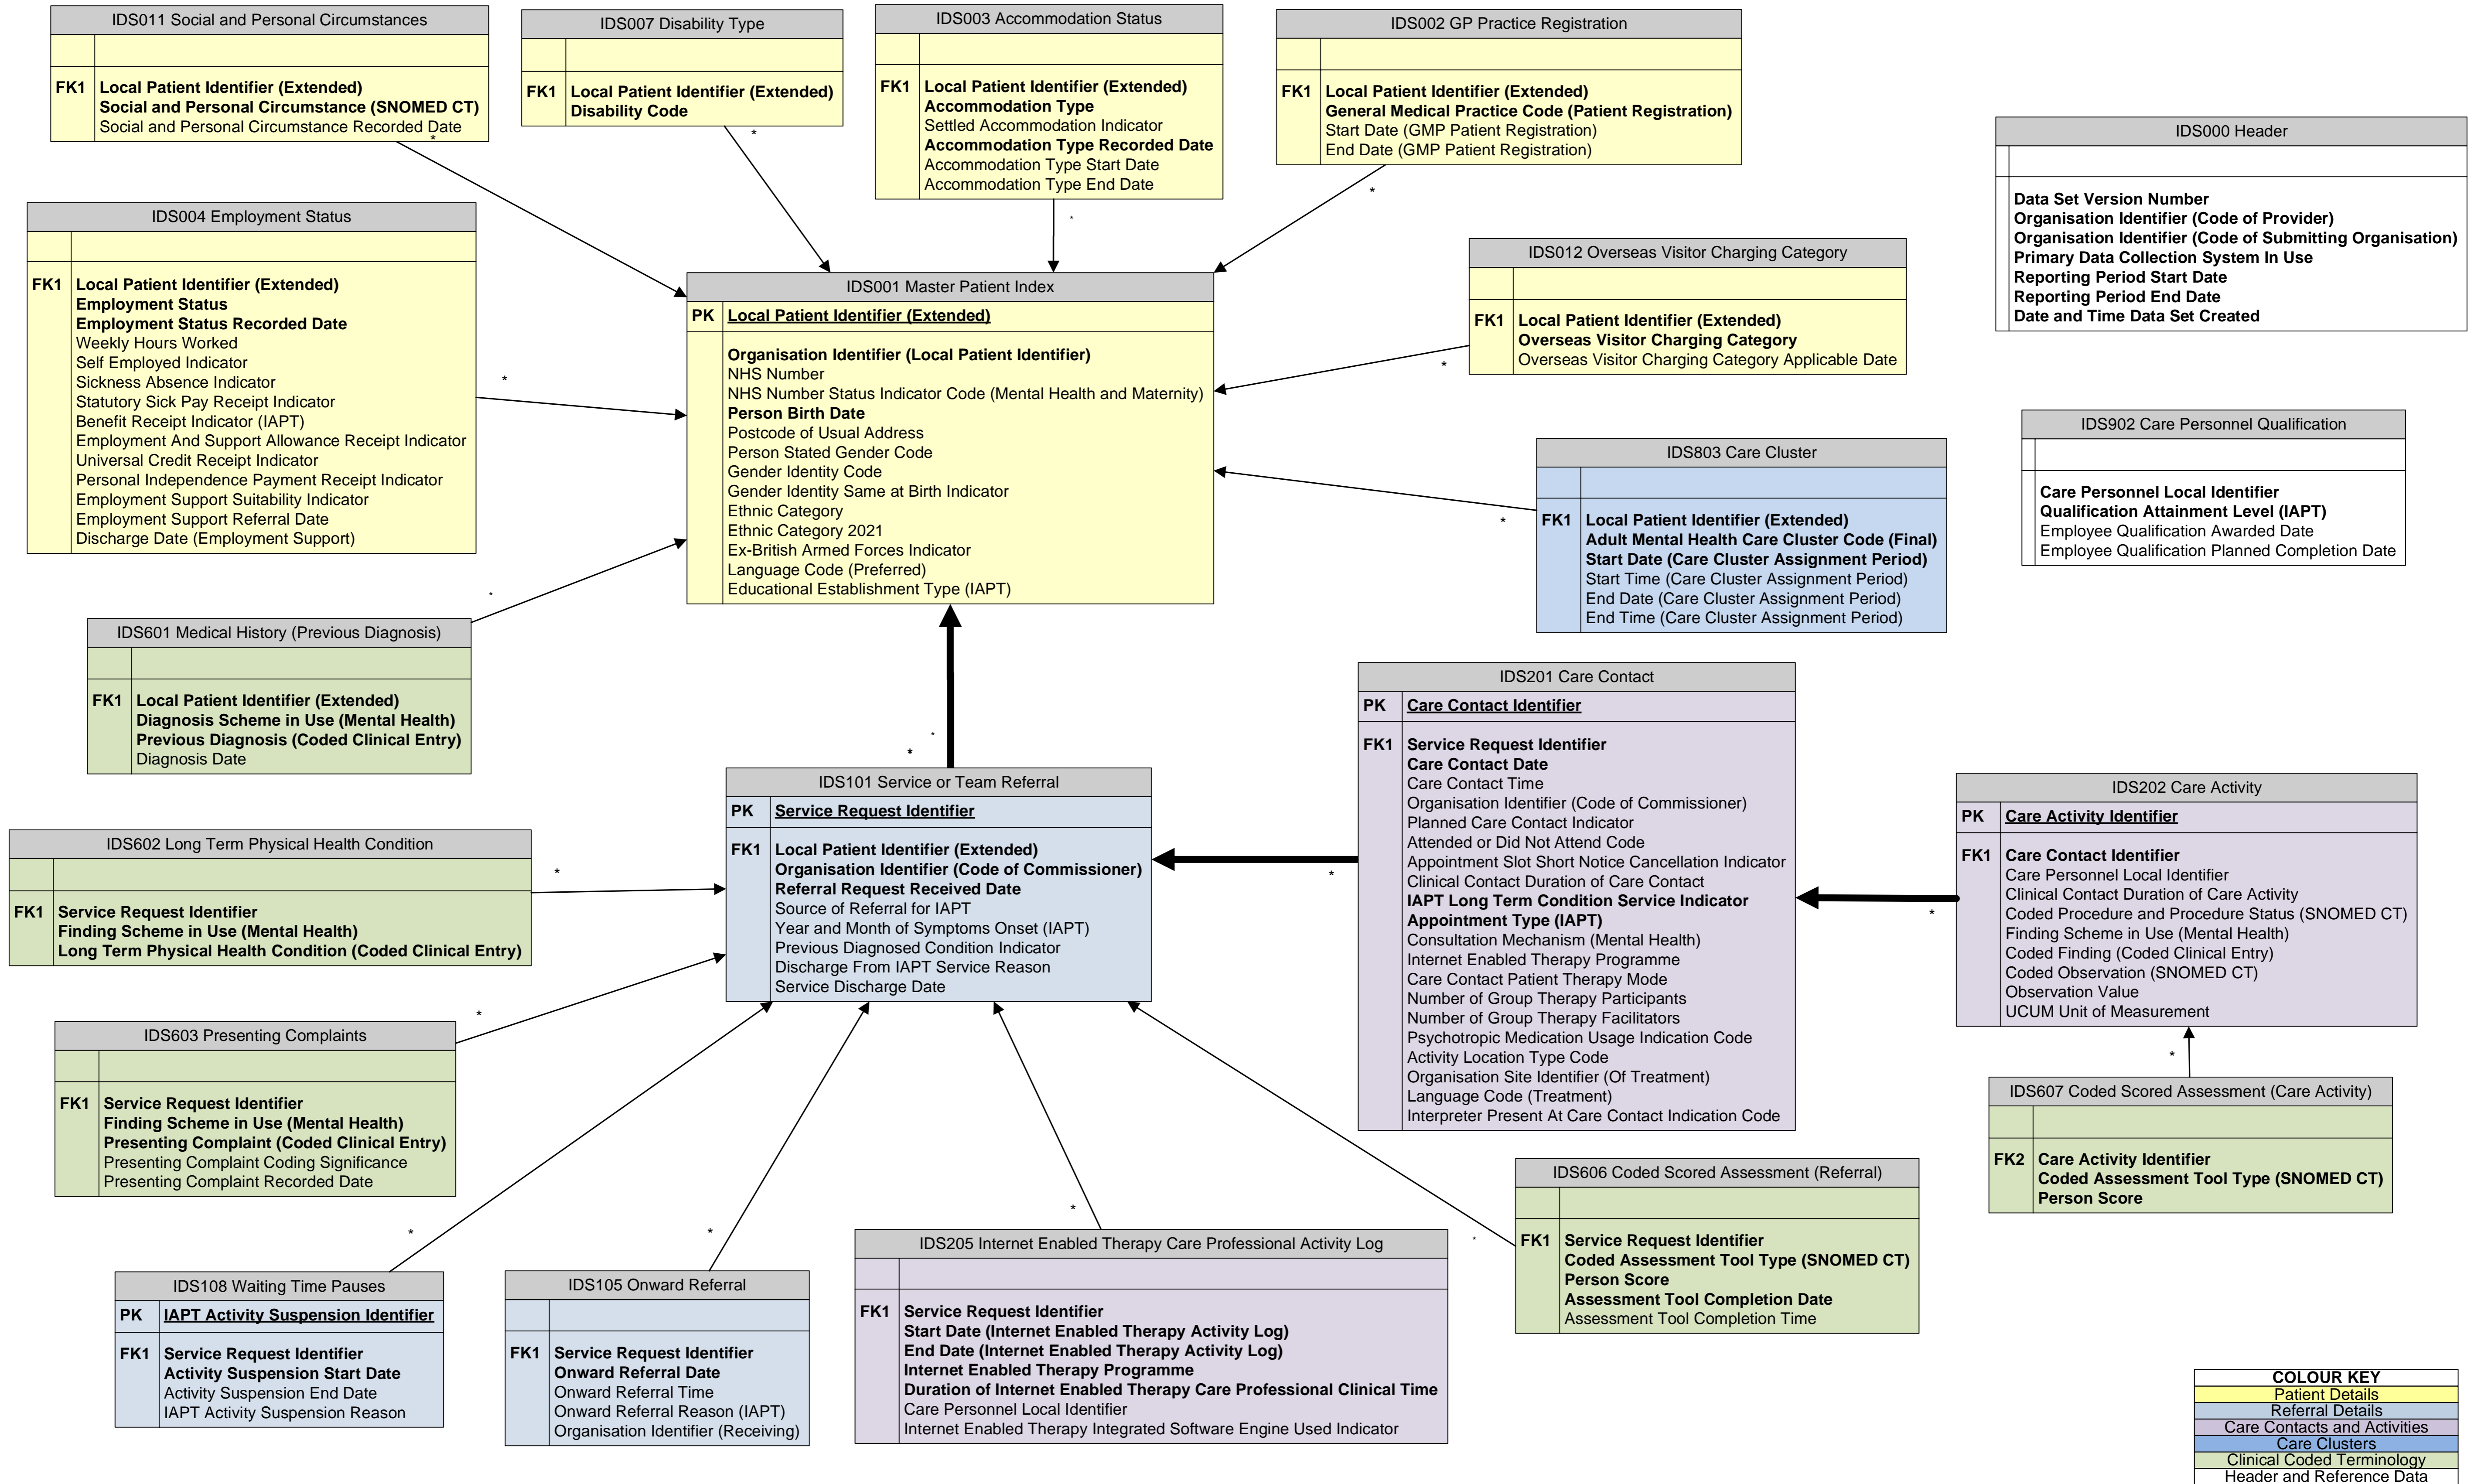 IDS011 Social and Personal Circumstances
FK1 Local Patient Identifier (Extended)
Social and Personal Circumstance (SNOMED CT)
Social and Personal Circumstance Recorded Date
*
IDS007 Disability Type
FK1 Local Patient Identifier (Extended)
Disability Code
*
IDS003 Accommodation Status
FK1 Local Patient Identifier (Extended)
Accommodation Type
Settled Accommodation Indicator
Accommodation Type Recorded Date
Accommodation Type Start Date
Accommodation Type End Date
*
IDS002 GP Practice Registration
FK1 Local Patient Identifier (Extended)
General Medical Practice Code (Patient Registration)
Start Date (GMP Patient Registration)
End Date (GMP Patient Registration)
*
IDS000 Header
Data Set Version Number
Organisation Identifier (Code of Provider)
Organisation Identifier (Code of Submitting Organisation)
Primary Data Collection System In Use
Reporting Period Start Date
Reporting Period End Date
Date and Time Data Set Created
IDS004 Employment Status
FK1 Local Patient Identifier (Extended)
Employment Status
Employment Status Recorded Date
Weekly Hours Worked
Self Employed Indicator
Sickness Absence Indicator
Statutory Sick Pay Receipt Indicator
Benefit Receipt Indicator (IAPT)
Employment And Support Allowance Receipt Indicator
Universal Credit Receipt Indicator
Personal Independence Payment Receipt Indicator
Employment Support Suitability Indicator
Employment Support Referral Date
Discharge Date (Employment Support)
*
IDS001 Master Patient Index
PK Local Patient Identifier (Extended)
Organisation Identifier (Local Patient Identifier)
NHS Number
NHS Number Status Indicator Code (Mental Health and Maternity)
Person Birth Date
Postcode of Usual Address
Person Stated Gender Code
Gender Identity Code
Gender Identity Same at Birth Indicator
Ethnic Category
Ethnic Category 2021
Ex-British Armed Forces Indicator
Language Code (Preferred)
Educational Establishment Type (IAPT)
IDS012 Overseas Visitor Charging Category
FK1 Local Patient Identifier (Extended)
Overseas Visitor Charging Category
Overseas Visitor Charging Category Applicable Date
*
IDS902 Care Personnel Qualification
Care Personnel Local Identifier
Qualification Attainment Level (IAPT)
Employee Qualification Awarded Date
Employee Qualification Planned Completion Date
IDS803 Care Cluster
FK1 Local Patient Identifier (Extended)
Adult Mental Health Care Cluster Code (Final)
Start Date (Care Cluster Assignment Period)
Start Time (Care Cluster Assignment Period)
End Date (Care Cluster Assignment Period)
End Time (Care Cluster Assignment Period)
*
IDS601 Medical History (Previous Diagnosis)
FK1 Local Patient Identifier (Extended)
Diagnosis Scheme in Use (Mental Health)
Previous Diagnosis (Coded Clinical Entry)
Diagnosis Date
*
*
*
IDS101 Service or Team Referral
PK Service Request Identifier
FK1 Local Patient Identifier (Extended)
Organisation Identifier (Code of Commissioner)
Referral Request Received Date
Source of Referral for IAPT
Year and Month of Symptoms Onset (IAPT)
Previous Diagnosed Condition Indicator
Discharge From IAPT Service Reason
Service Discharge Date
IDS201 Care Contact
PK Care Contact Identifier
FK1 Service Request Identifier
Care Contact Date
Care Contact Time
Organisation Identifier (Code of Commissioner)
Planned Care Contact Indicator
Attended or Did Not Attend Code
Appointment Slot Short Notice Cancellation Indicator
Clinical Contact Duration of Care Contact
IAPT Long Term Condition Service Indicator
Appointment Type (IAPT)
Consultation Mechanism (Mental Health)
Internet Enabled Therapy Programme
Care Contact Patient Therapy Mode
Number of Group Therapy Participants
Number of Group Therapy Facilitators
Psychotropic Medication Usage Indication Code
Activity Location Type Code
Organisation Site Identifier (Of Treatment)
Language Code (Treatment)
Interpreter Present At Care Contact Indication Code
*
IDS202 Care Activity
PK Care Activity Identifier
FK1 Care Contact Identifier
Care Personnel Local Identifier
Clinical Contact Duration of Care Activity
Coded Procedure and Procedure Status (SNOMED CT)
Finding Scheme in Use (Mental Health)
Coded Finding (Coded Clinical Entry)
Coded Observation (SNOMED CT)
Observation Value
UCUM Unit of Measurement
*
IDS602 Long Term Physical Health Condition
FK1 Service Request Identifier
Finding Scheme in Use (Mental Health)
Long Term Physical Health Condition (Coded Clinical Entry)
*
IDS603 Presenting Complaints
FK1 Service Request Identifier
Finding Scheme in Use (Mental Health)
Presenting Complaint (Coded Clinical Entry)
Presenting Complaint Coding Significance
Presenting Complaint Recorded Date
*
IDS607 Coded Scored Assessment (Care Activity)
FK2 Care Activity Identifier
Coded Assessment Tool Type (SNOMED CT)
Person Score
*
IDS606 Coded Scored Assessment (Referral)
FK1 Service Request Identifier
Coded Assessment Tool Type (SNOMED CT)
Person Score
Assessment Tool Completion Date
Assessment Tool Completion Time
*
IDS108 Waiting Time Pauses
PK IAPT Activity Suspension Identifier
FK1 Service Request Identifier
Activity Suspension Start Date
Activity Suspension End Date
IAPT Activity Suspension Reason
*
IDS105 Onward Referral
FK1 Service Request Identifier
Onward Referral Date
Onward Referral Time
Onward Referral Reason (IAPT)
Organisation Identifier (Receiving)
*
IDS205 Internet Enabled Therapy Care Professional Activity Log
FK1 Service Request Identifier
Start Date (Internet Enabled Therapy Activity Log)
End Date (Internet Enabled Therapy Activity Log)
Internet Enabled Therapy Programme
Duration of Internet Enabled Therapy Care Professional Clinical Time
Care Personnel Local Identifier
Internet Enabled Therapy Integrated Software Engine Used Indicator
*
COLOUR KEY
Patient Details
Referral Details
Care Contacts and Activities
Care Clusters
Clinical Coded Terminology
Header and Reference Data